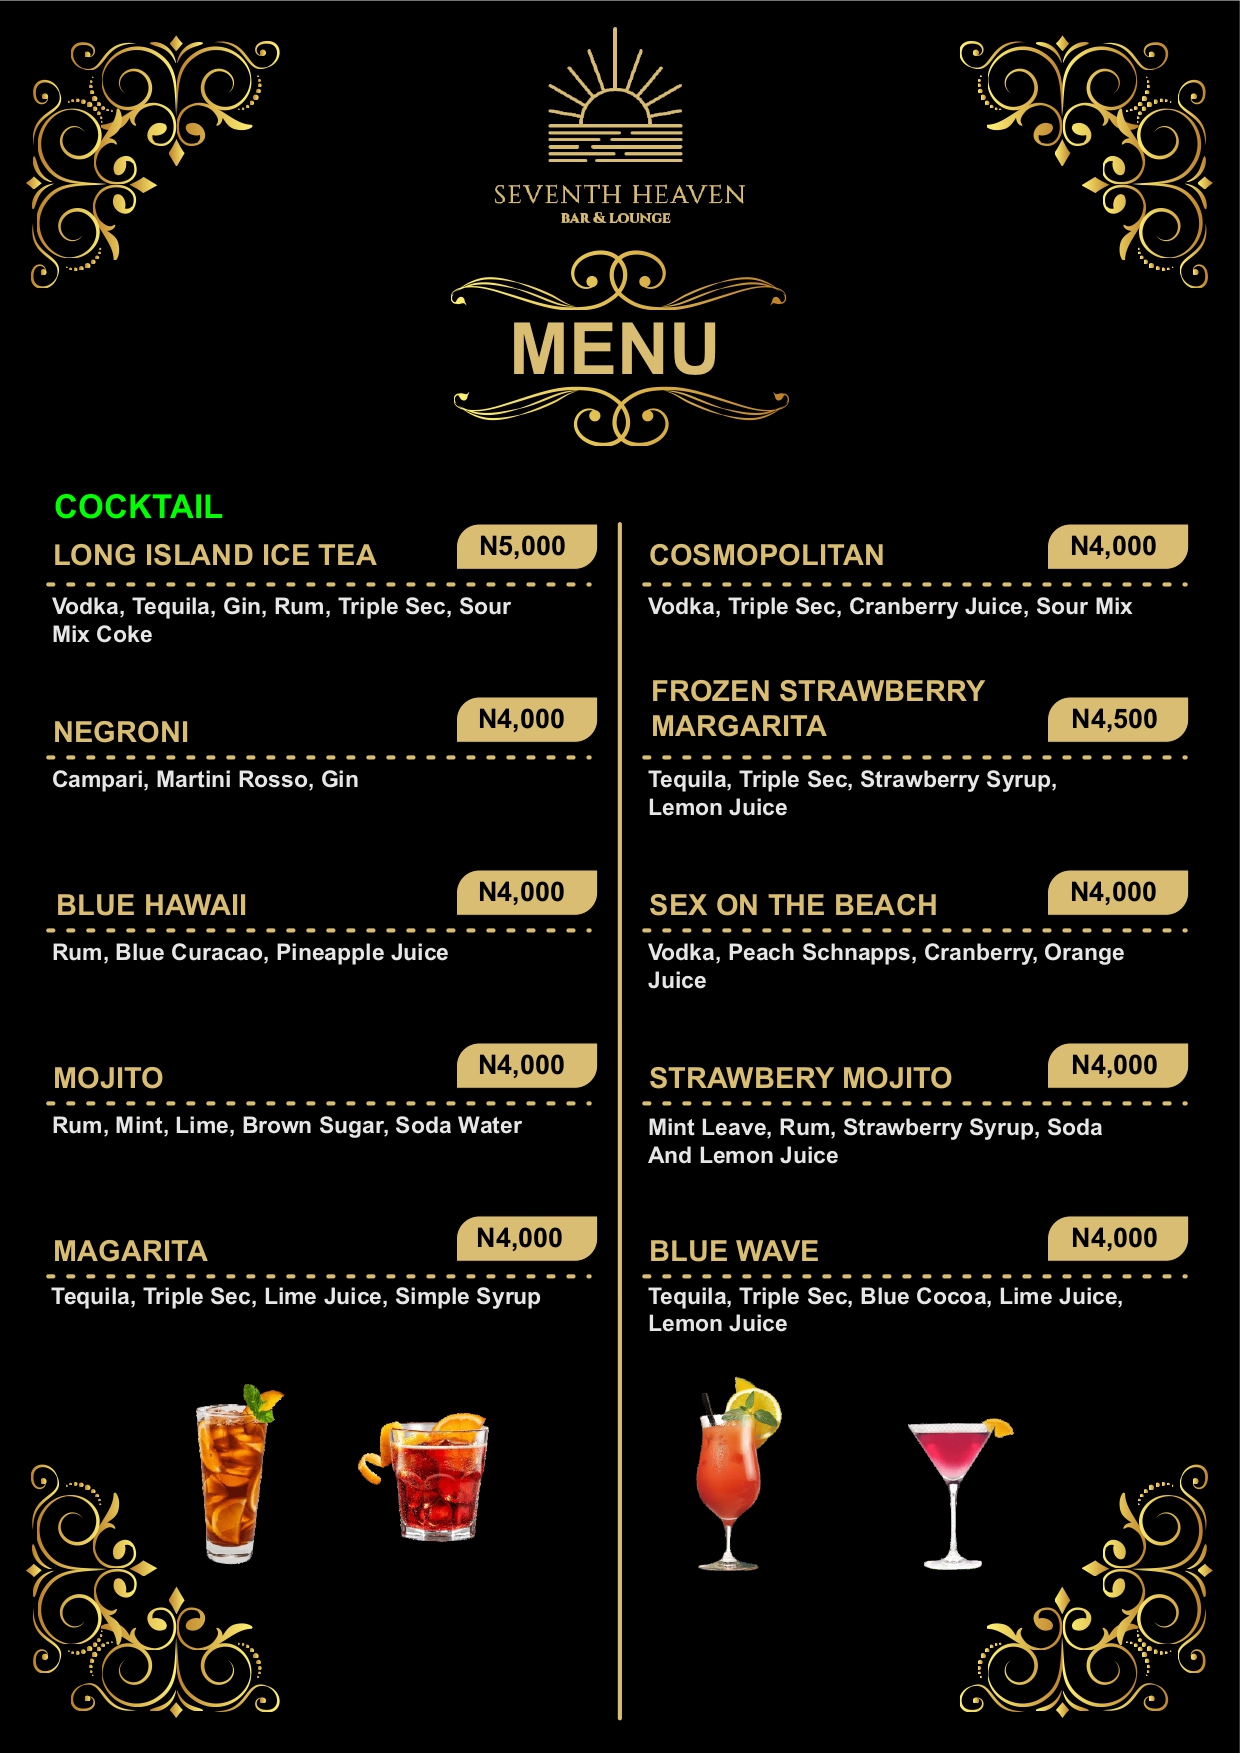 SEVENTH HEAVEN
BAR & LOUNGE
MENU
COCKTAIL
LONG ISLAND ICE TEA N5,000
Vodka, Tequila, Gin, Rum, Triple Sec, Sour
Mix Coke
NEGRONI N4,000
Campari, Martini Rosso, Gin
BLUE HAWAII N4,000
Rum, Blue Curacao, Pineapple Juice
MOJITO N4,000
Rum, Mint, Lime, Brown Sugar, Soda Water
MAGARITA N4,000
Tequila, Triple Sec, Lime Juice, Simple Syrup
COSMOPOLITAN N4,000
Vodka, Triple Sec, Cranberry Juice, Sour Mix
FROZEN STRAWBERRY
MARGARITA N4,500
Tequila, Triple Sec, Strawberry Syrup,
Lemon Juice
SEX ON THE BEACH N4,000
Vodka, Peach Schnapps, Cranberry, Orange
Juice
STRAWBERY MOJITO N4,000
Mint Leave, Rum, Strawberry Syrup, Soda
And Lemon Juice
BLUE WAVE N4,000
Tequila, Triple Sec, Blue Cocoa, Lime Juice,
Lemon Juice